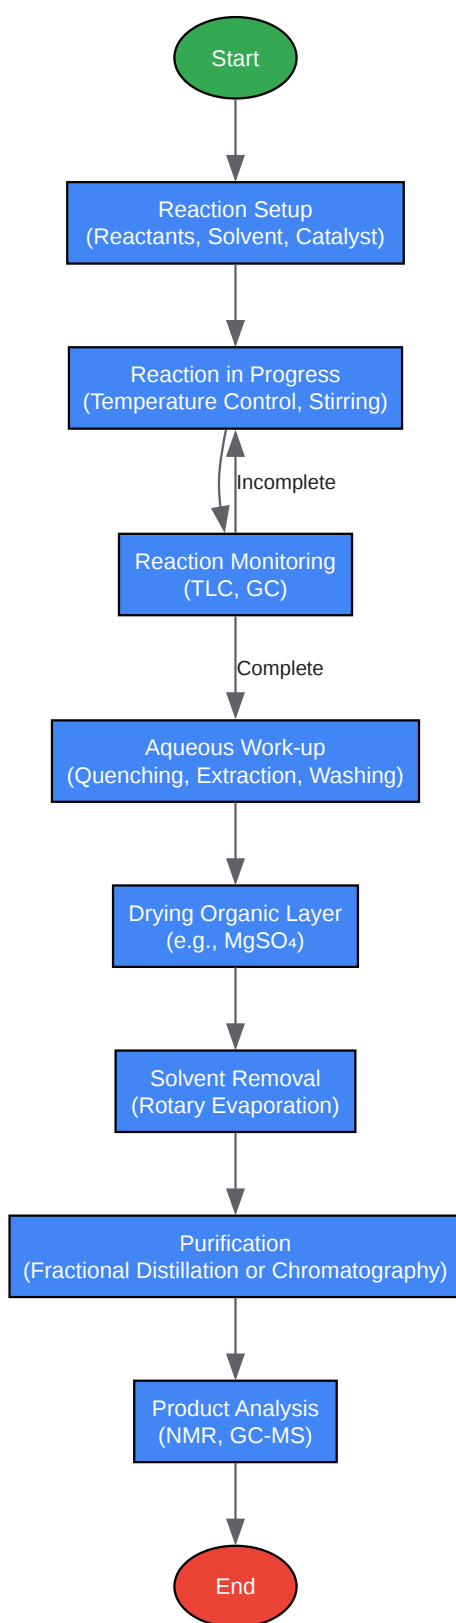 Start
Reaction Setup
(Reactants, Solvent, Catalyst)
Reaction in Progress
(Temperature Control, Stirring)
Incomplete
Reaction Monitoring
(TLC, GC)
Complete
Aqueous Work-up
(Quenching, Extraction, Washing)
Drying Organic Layer
(e.g., MgSO₄)
Solvent Removal
(Rotary Evaporation)
Purification
(Fractional Distillation or Chromatography)
Product Analysis
(NMR, GC-MS)
End